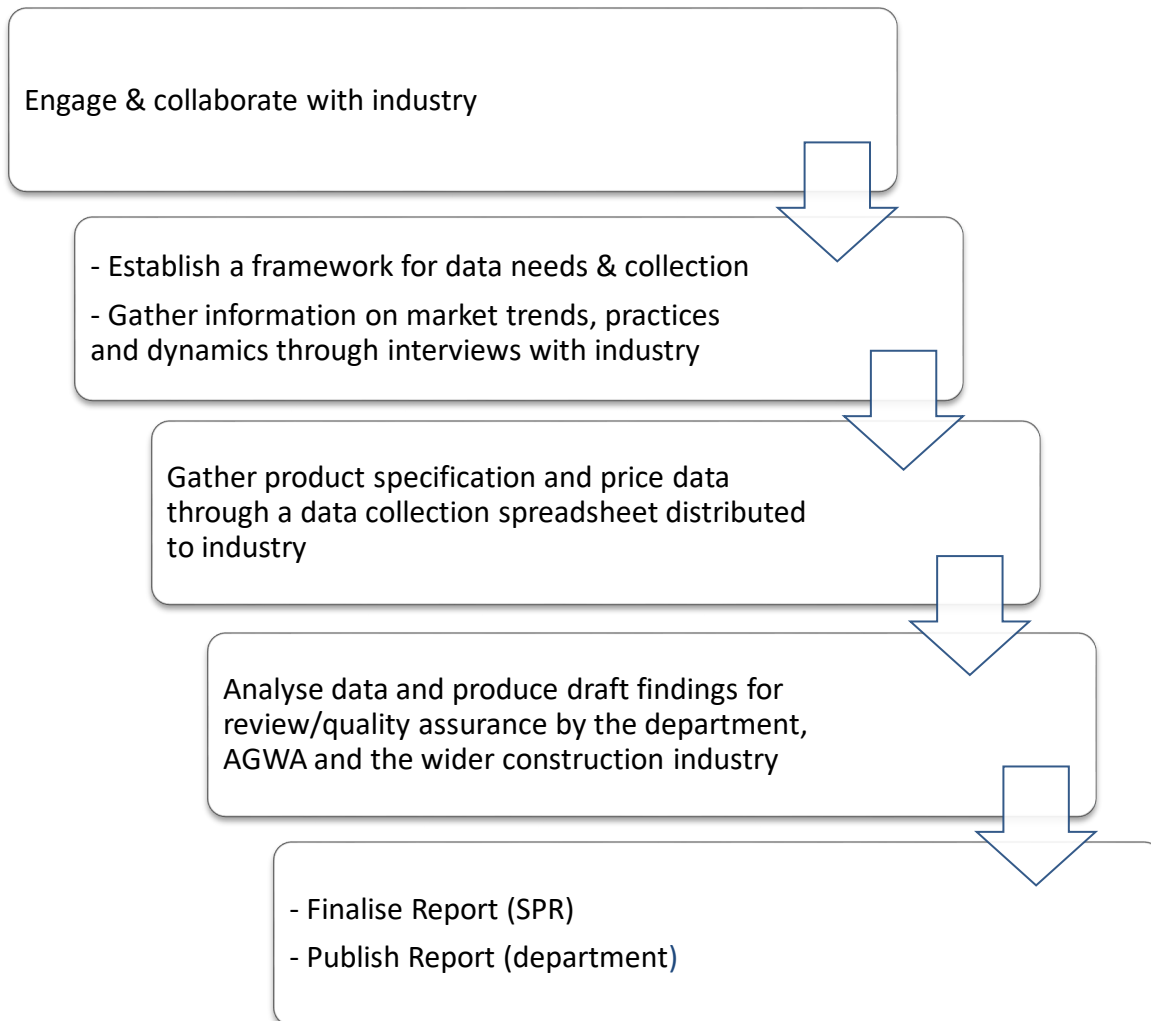 Engage & collaborate with industry
- Establish a framework for data needs & collection
- Gather information on market trends, practices
and dynamics through interviews with industry
Gather product specification and price data
through a data collection spreadsheet distributed
to industry
Analyse data and produce draft findings for
review/quality assurance by the department,
AGWA and the wider construction industry
- Finalise Report (SPR)
- Publish Report (department)